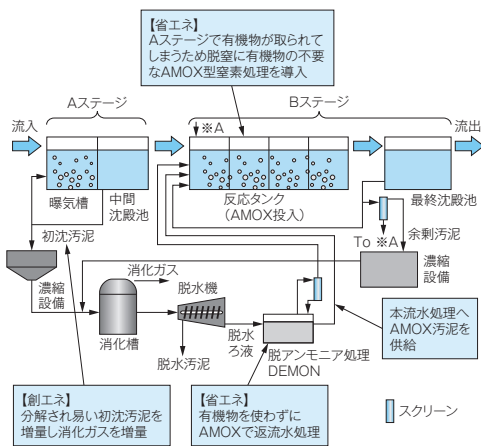 【省エネ】
Aステージで有機物が取られて
しまうため脱窒に有機物の不要
なAMOX型窒素処理を導入
Aステージ
Bステージ
流入
※A
流出
曝気槽
中間
沈殿池
反応タンク
(AMOX投入)
最終沈殿池
初沈汚泥
To ※A
余剰汚泥
濃縮
設備
濃縮
設備
消化ガス
脱水機
消化槽
脱水
ろ液
脱水汚泥
脱アンモニア処理
DEMON
本流水処理へ
AMOX汚泥を
供給
【創エネ】
分解され易い初沈汚泥を
増量し消化ガスを増量
【省エネ】
有機物を使わずに
AMOXで返流水処理
スクリーン